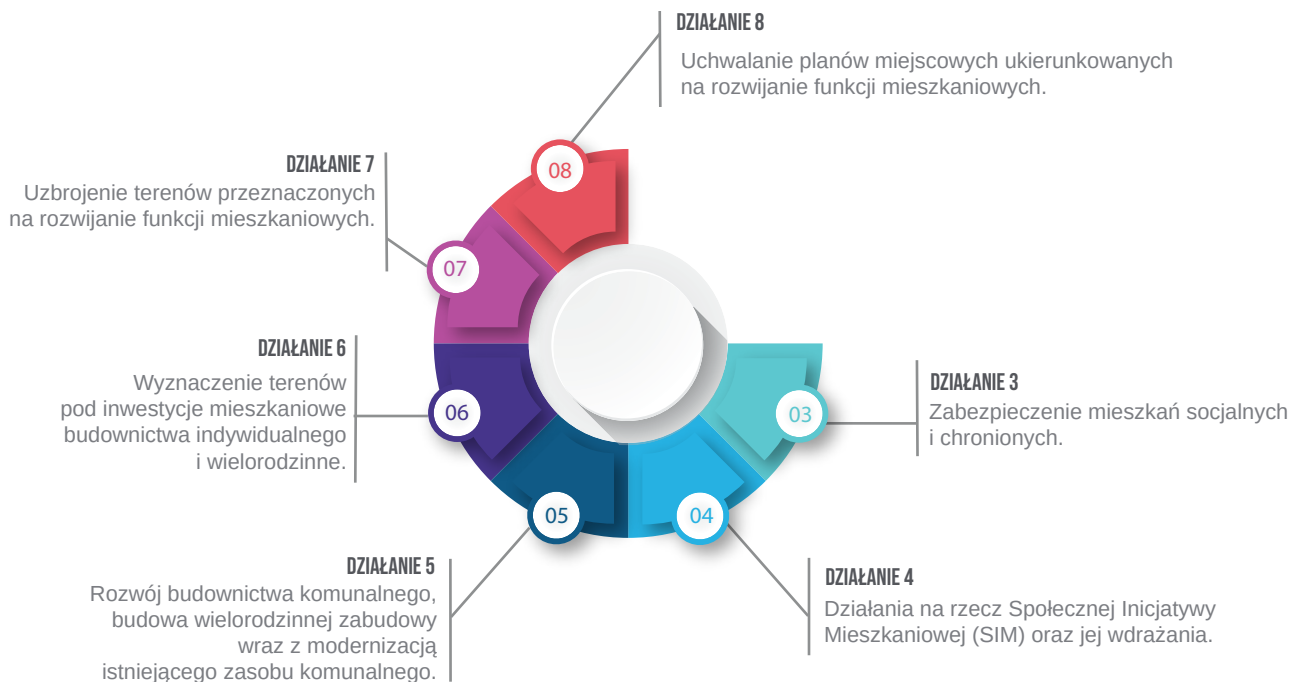 DZIAŁANIE 8
Uchwalanie planów miejscowych ukierunkowanych
na rozwijanie funkcji mieszkaniowych.
08
DZIAŁANIE 7
Uzbrojenie terenów przeznaczonych
na rozwijanie funkcji mieszkaniowych.
07
DZIAŁANIE 6
Wyznaczenie terenów
pod inwestycje mieszkaniowe
budownictwa indywidualnego
i wielorodzinne.
06
DZIAŁANIE 3
Zabezpieczenie mieszkań socjalnych
i chronionych.
03
DZIAŁANIE 5
Rozwój budownictwa komunalnego,
budowa wielorodzinnej zabudowy
wraz z modernizacją
istniejącego zasobu komunalnego.
05
DZIAŁANIE 4
Działania na rzecz Społecznej Inicjatywy
Mieszkaniowej (SIM) oraz jej wdrażania.
04